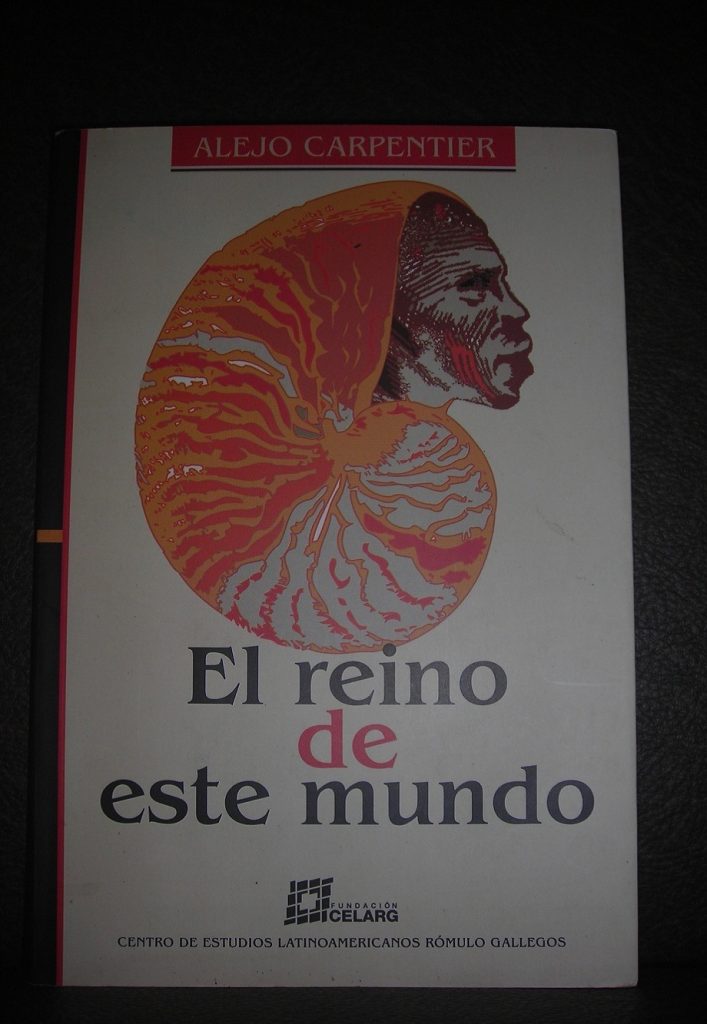 ALEJO CARPENTIER
El reino
de
este mundo
FUNDACIÓN
CELARG
CENTRO DE ESTUDIOS LATINOAMERICANOS RÓMULO GALLEGOS